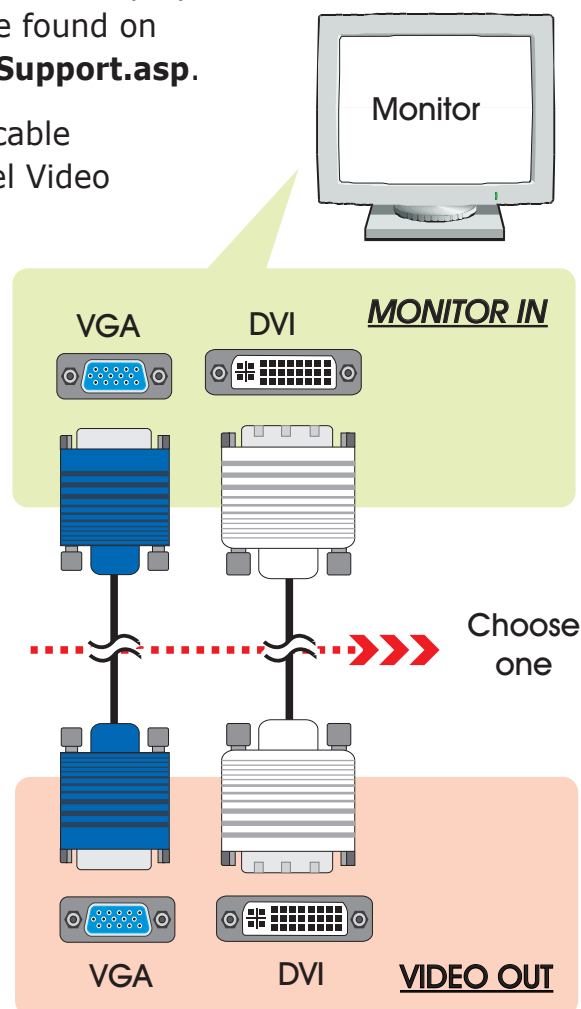 e found on
Support.asp.
cable
el Video
Monitor
MONITOR IN
VGA DVI
Choose
one
VGA DVI
VIDEO OUT